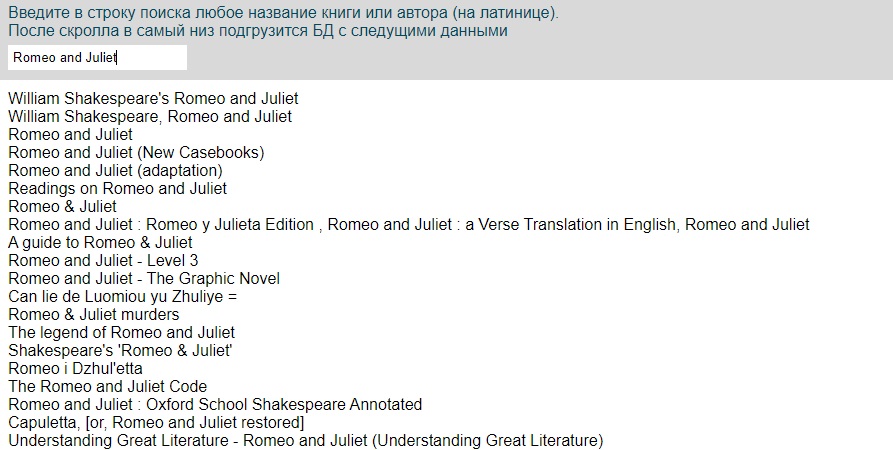 Введите в строку поиска любое название книги или автора (на латинице).
После скролла в самый низ подгрузится БД с следущими данными
Romeo and Juliet
William Shakespeare's Romeo and Juliet
William Shakespeare, Romeo and Juliet
Romeo and Juliet
Romeo and Juliet (New Casebooks)
Romeo and Juliet (adaptation)
Readings on Romeo and Juliet
Romeo & Juliet
Romeo and Juliet : Romeo y Julieta Edition , Romeo and Juliet : a Verse Translation in English, Romeo and Juliet
A guide to Romeo & Juliet
Romeo and Juliet - Level 3
Romeo and Juliet - The Graphic Novel
Can lie de Luomiou yu Zhuliye =
Romeo & Juliet murders
The legend of Romeo and Juliet
Shakespeare's 'Romeo & Juliet'
Romeo i Dzhul'etta
The Romeo and Juliet Code
Romeo and Juliet : Oxford School Shakespeare Annotated
Capuletta, [or, Romeo and Juliet restored]
Understanding Great Literature - Romeo and Juliet (Understanding Great Literature)